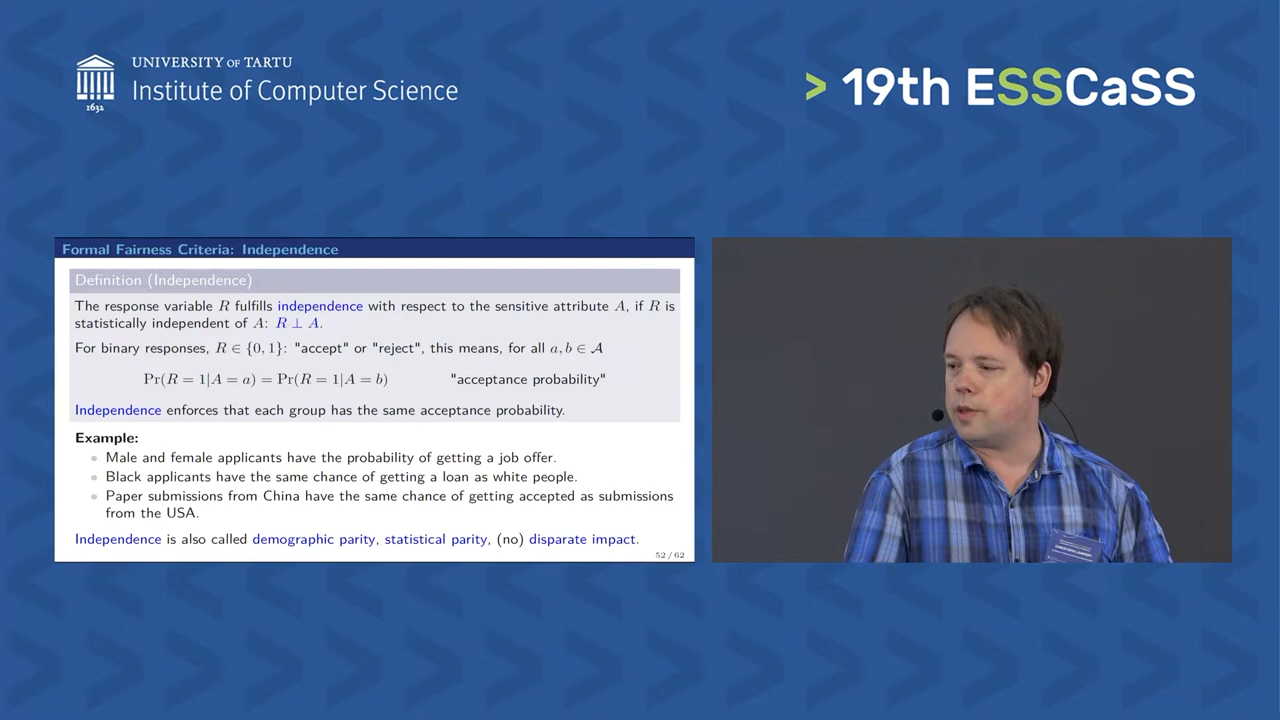 UNIVERSITY OF TARTU
Institute of Computer Science
1632
> 19th ESSCaSS
Formal Fairness Criteria: Independence
Definition (Independence)
The response variable R fulfills independence with respect to the sensitive attribute A, if R is
statistically independent of A: R ⊥ A.
For binary responses, R ∈ {0, 1}: "accept" or "reject", this means, for all a, b ∈ 𝒜
Pr(R = 1|A = a) = Pr(R = 1|A = b) "acceptance probability"
Independence enforces that each group has the same acceptance probability.
Example:
Male and female applicants have the probability of getting a job offer.
Black applicants have the same chance of getting a loan as white people.
Paper submissions from China have the same chance of getting accepted as submissions
from the USA.
Independence is also called demographic parity, statistical parity, (no) disparate impact.
52 / 62